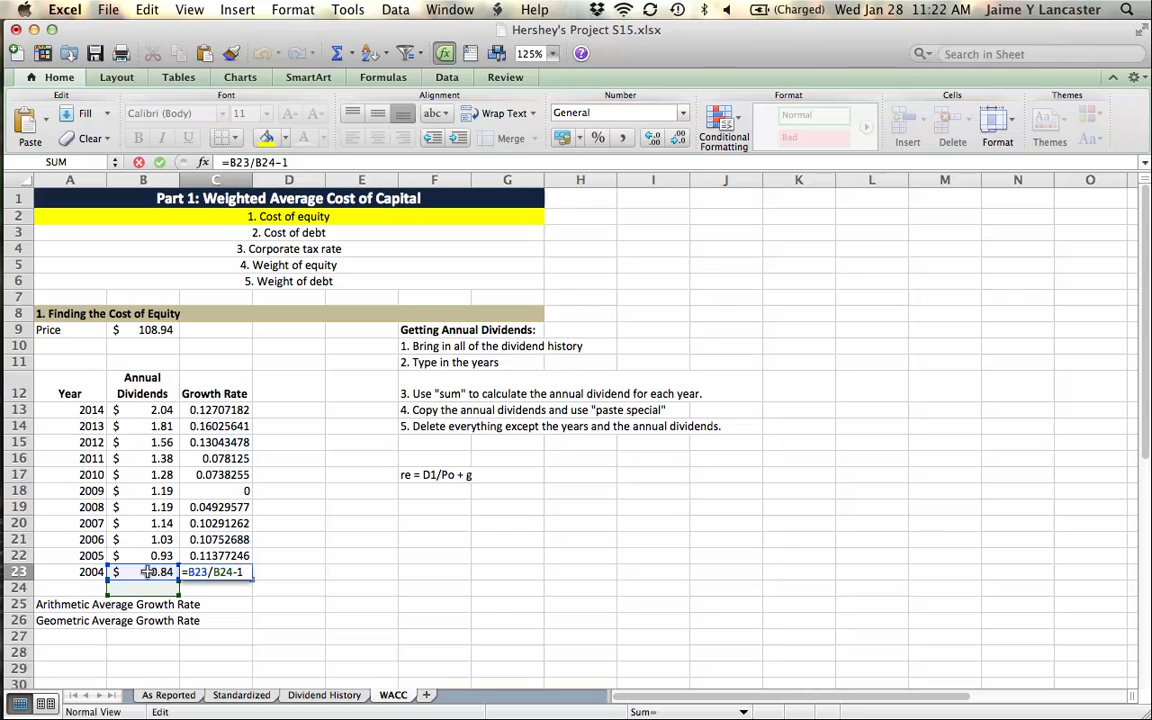 Excel File Edit View Insert Format Tools Data Window Help (Charged) Wed Jan 28 11:22 AM Jaime Y Lancaster
Hershey's Project S15.xlsx
125% Search in Sheet
Home Layout Tables Charts SmartArt Formulas Data Review
Edit Font Alignment Number Format Cells Themes
Fill Calibri (Body) 11 A A abc Wrap Text General Normal
Paste Clear B I U A Merge % , .0 .00 Conditional Formatting Bad Insert Delete Format Themes Aa
SUM fx =B23/B24-1
A B C D E F G H I J K L M N O
1 Part 1: Weighted Average Cost of Capital
2 1. Cost of equity
3 2. Cost of debt
4 3. Corporate tax rate
5 4. Weight of equity
6 5. Weight of debt
7
8 1. Finding the Cost of Equity
9 Price $ 108.94 Getting Annual Dividends:
10 1. Bring in all of the dividend history
11 2. Type in the years
12 Year Annual Dividends Growth Rate 3. Use "sum" to calculate the annual dividend for each year.
13 2014 $ 2.04 0.12707182 4. Copy the annual dividends and use "paste special"
14 2013 $ 1.81 0.16025641 5. Delete everything except the years and the annual dividends.
15 2012 $ 1.56 0.13043478
16 2011 $ 1.38 0.078125
17 2010 $ 1.28 0.0738255 re = D1/Po + g
18 2009 $ 1.19 0
19 2008 $ 1.19 0.04929577
20 2007 $ 1.14 0.10291262
21 2006 $ 1.03 0.10752688
22 2005 $ 0.93 0.11377246
23 2004 $ 0.84 =B23/B24-1
24
25 Arithmetic Average Growth Rate
26 Geometric Average Growth Rate
27
28
29
30
As Reported Standardized Dividend History WACC +
Normal View Edit Sum=